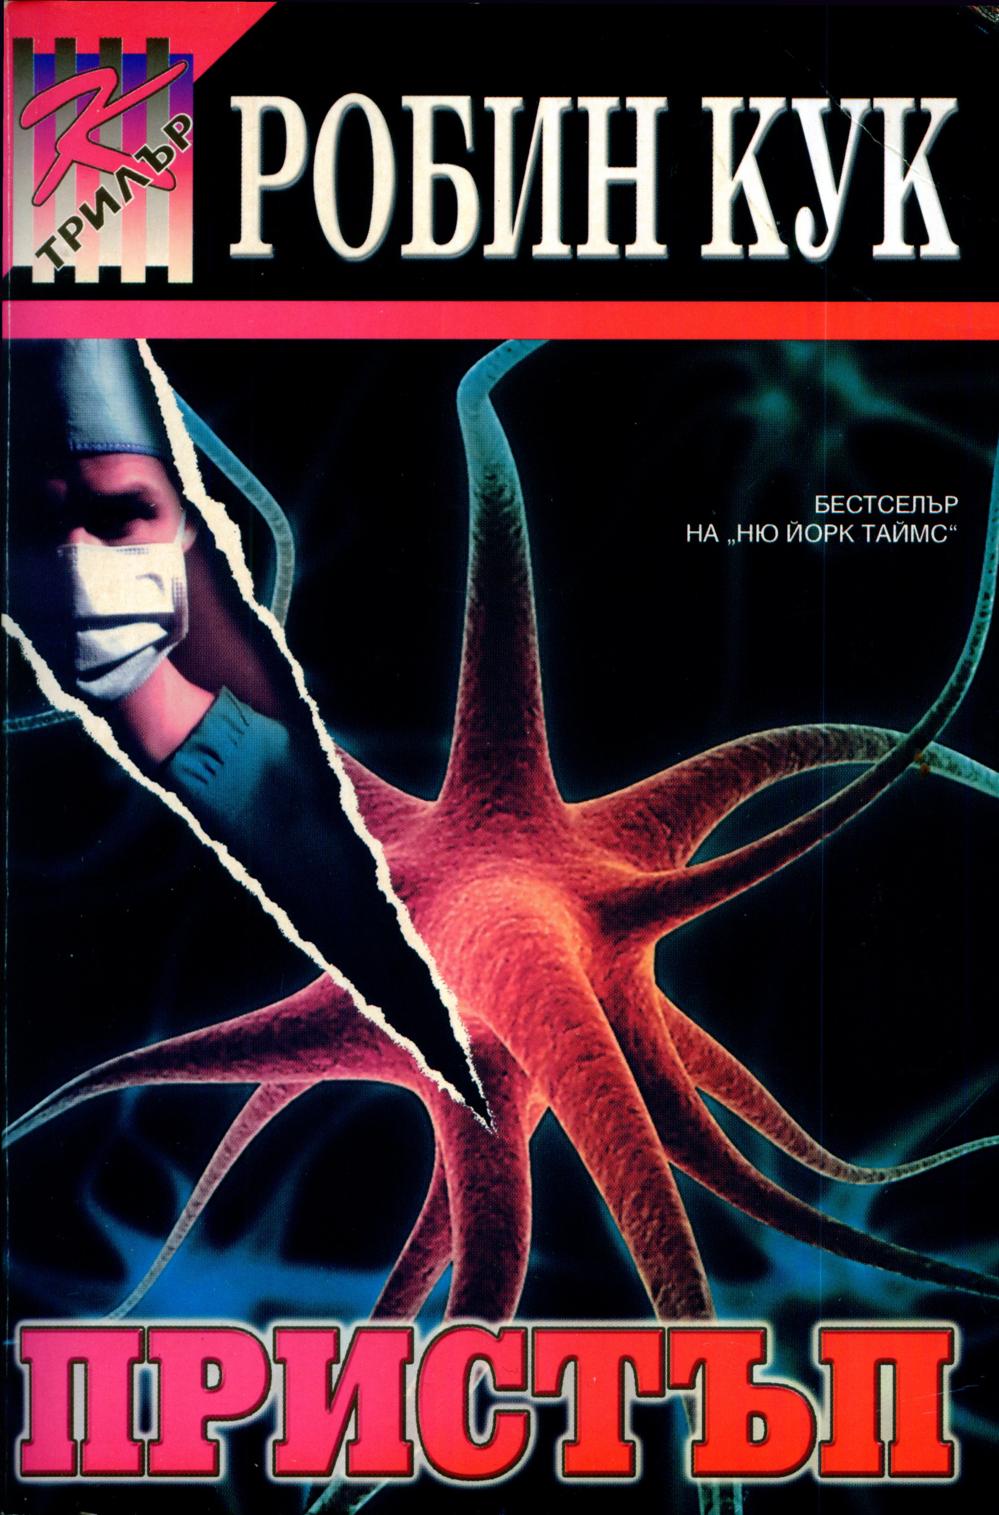 К
ТРИЛЪР
РОБИН КУК
БЕСТСЕЛЪР
НА „НЮ ЙОРК ТАЙМС“
ПРИСТЪП